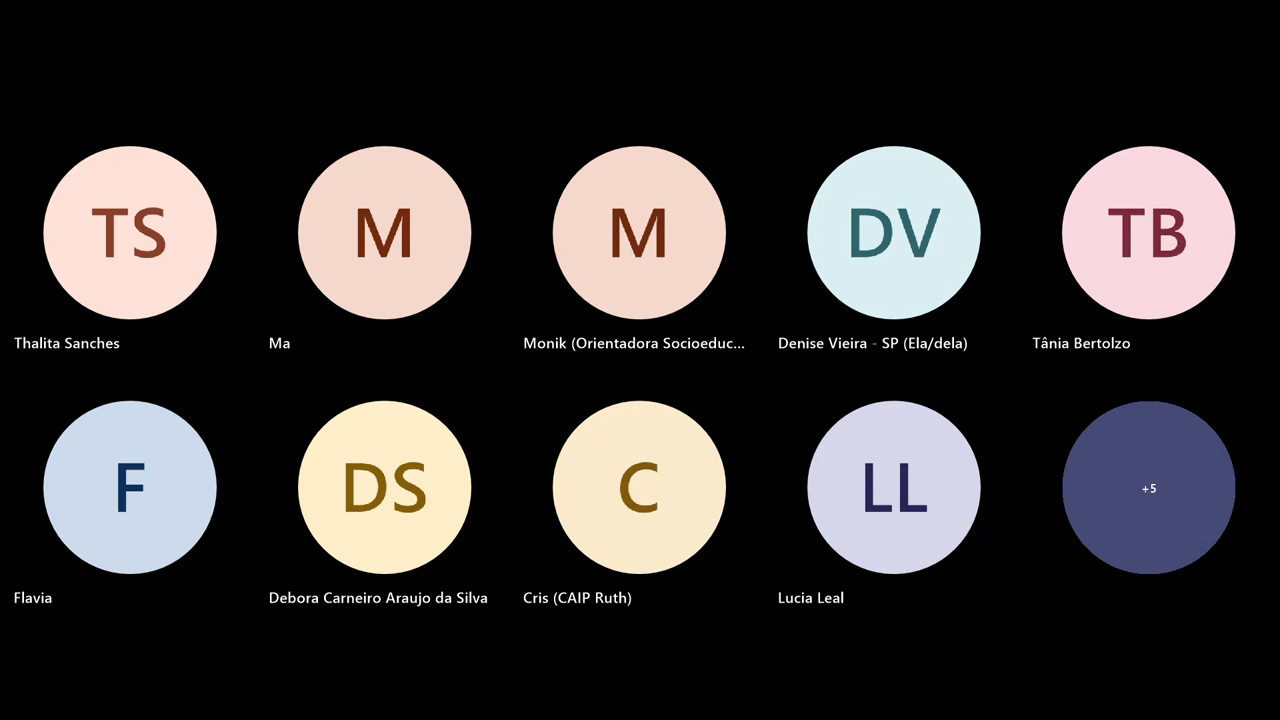 TS
M
M
DV
TB
Thalita Sanches
Ma
Monik (Orientadora Socioeduc...
Denise Vieira - SP (Ela/dela)
Tânia Bertolzo
F
DS
C
LL
+5
Flavia
Debora Carneiro Araujo da Silva
Cris (CAIP Ruth)
Lucia Leal